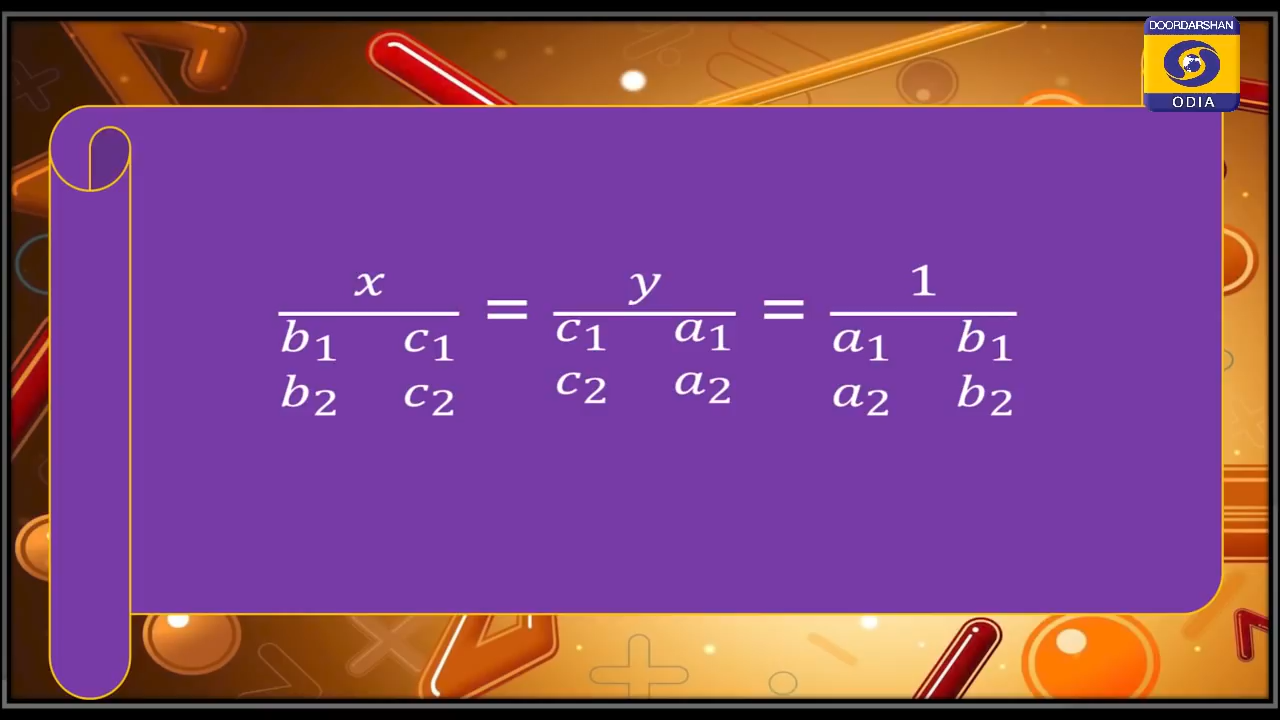 DOORDARSHAN
ODIA
x = y = 1
b₁ c₁ c₁ a₁ a₁ b₁
b₂ c₂ c₂ a₂ a₂ b₂